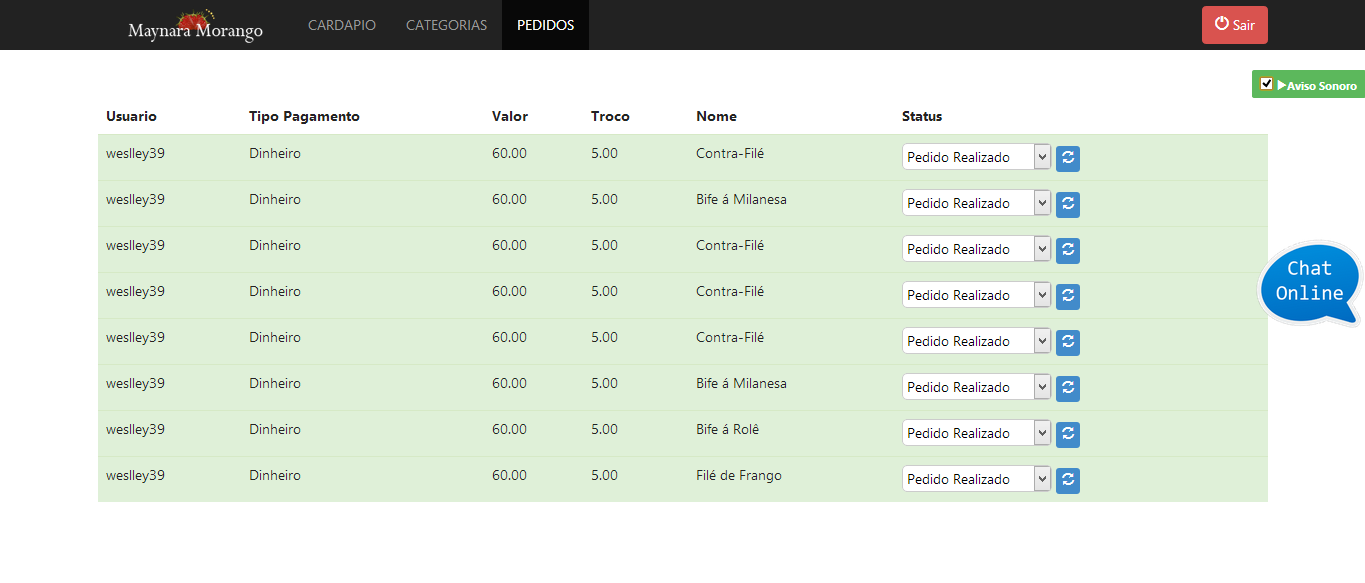 Maynara Morango CARDAPIO CATEGORIAS PEDIDOS Sair
Aviso Sonoro
Usuario Tipo Pagamento Valor Troco Nome Status
weslley39 Dinheiro 60.00 5.00 Contra-Filé Pedido Realizado
weslley39 Dinheiro 60.00 5.00 Bife á Milanesa Pedido Realizado
weslley39 Dinheiro 60.00 5.00 Contra-Filé Pedido Realizado
weslley39 Dinheiro 60.00 5.00 Contra-Filé Pedido Realizado
weslley39 Dinheiro 60.00 5.00 Contra-Filé Pedido Realizado
weslley39 Dinheiro 60.00 5.00 Bife á Milanesa Pedido Realizado
weslley39 Dinheiro 60.00 5.00 Bife á Rolê Pedido Realizado
weslley39 Dinheiro 60.00 5.00 Filé de Frango Pedido Realizado
Chat
Online